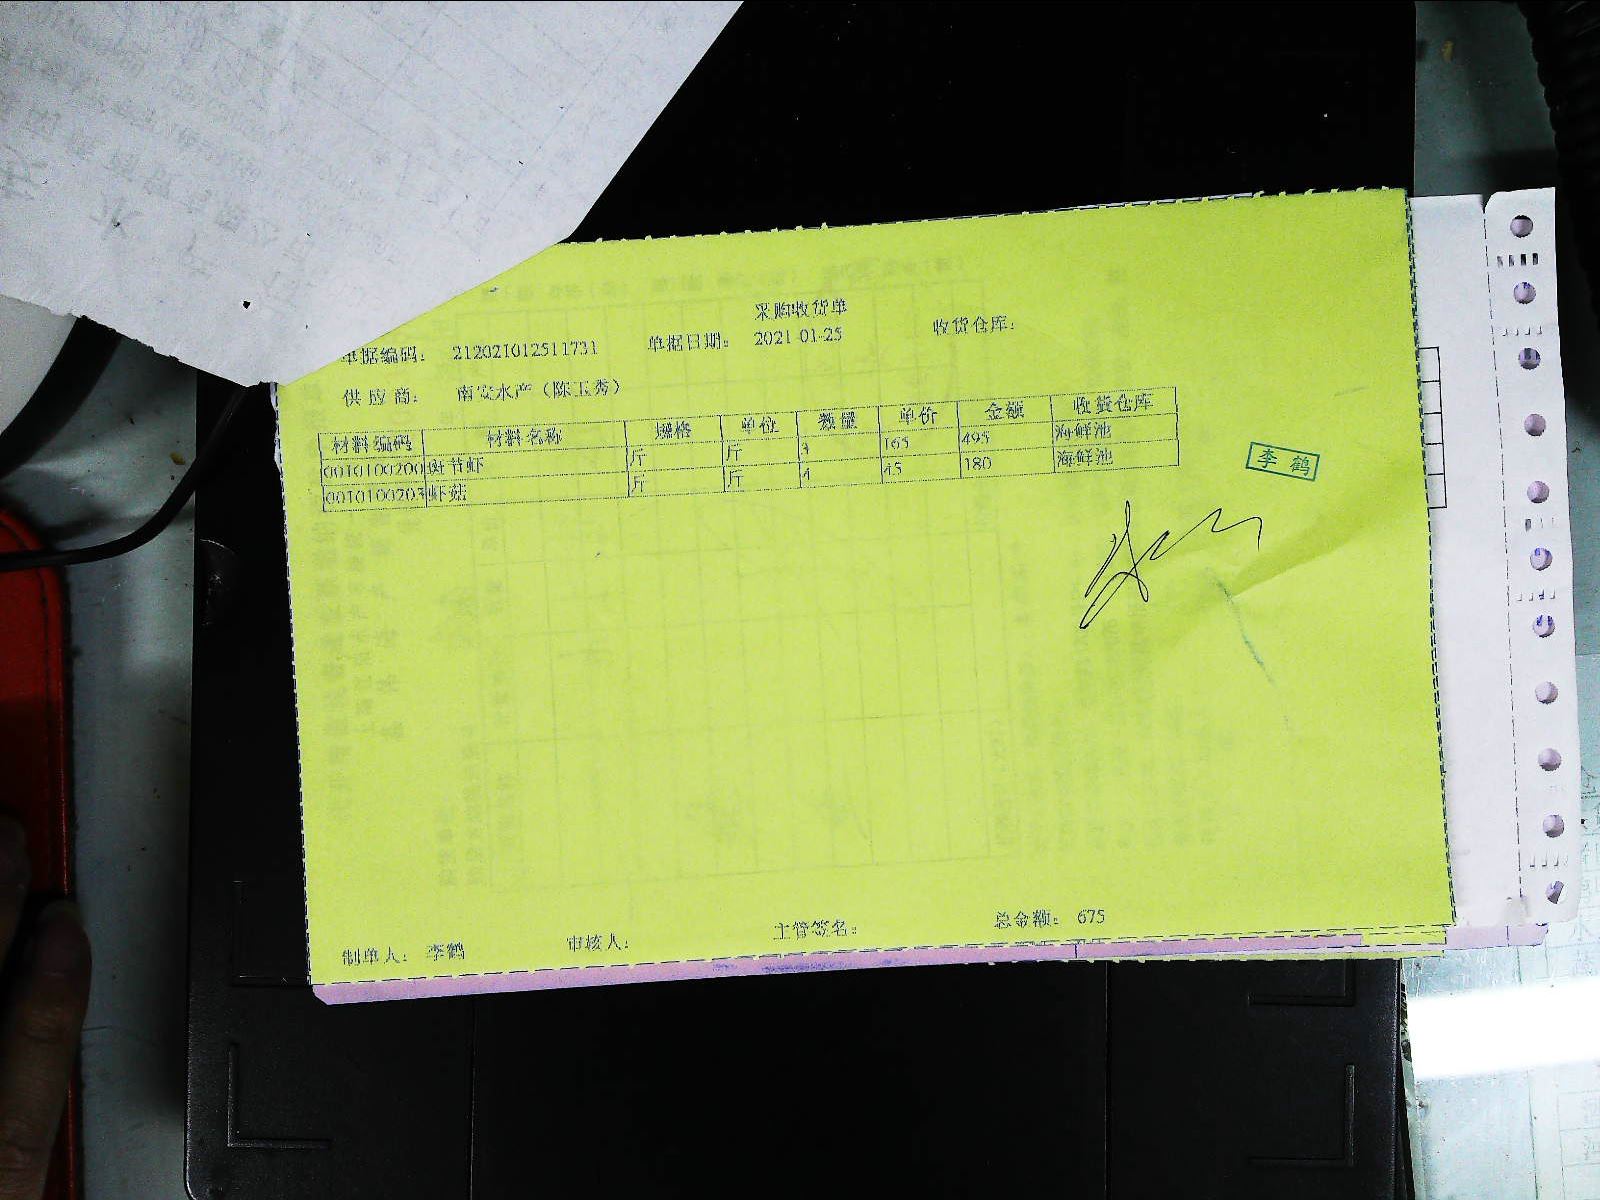 采购收货单
单据编码： 212021012511731 单据日期： 2021-01-25 收货仓库：
供应商： 南安水产（陈玉秀）
材料编码 材料名称 规格 单位 数量 单价 金额 收货仓库
0010100200 斑节虾 斤 斤 3 165 495 海鲜池
0010100203 虾菇 斤 斤 4 45 180 海鲜池
李鹤
制单人： 李鹤 审核人： 主管签名： 总金额： 675